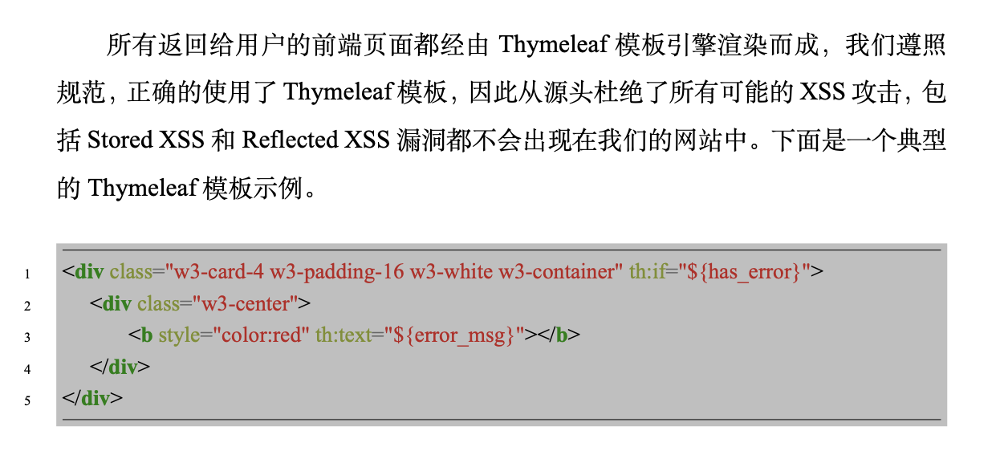 所有返回给用户的前端页面都经由 Thymeleaf 模板引擎渲染而成，我们遵照
规范，正确的使用了 Thymeleaf 模板，因此从源头杜绝了所有可能的 XSS 攻击，包
括 Stored XSS 和 Reflected XSS 漏洞都不会出现在我们的网站中。下面是一个典型
的 Thymeleaf 模板示例。
1 <div class="w3-card-4 w3-padding-16 w3-white w3-container" th:if="${has_error}">
2 <div class="w3-center">
3 <b style="color:red" th:text="${error_msg}"></b>
4 </div>
5 </div>